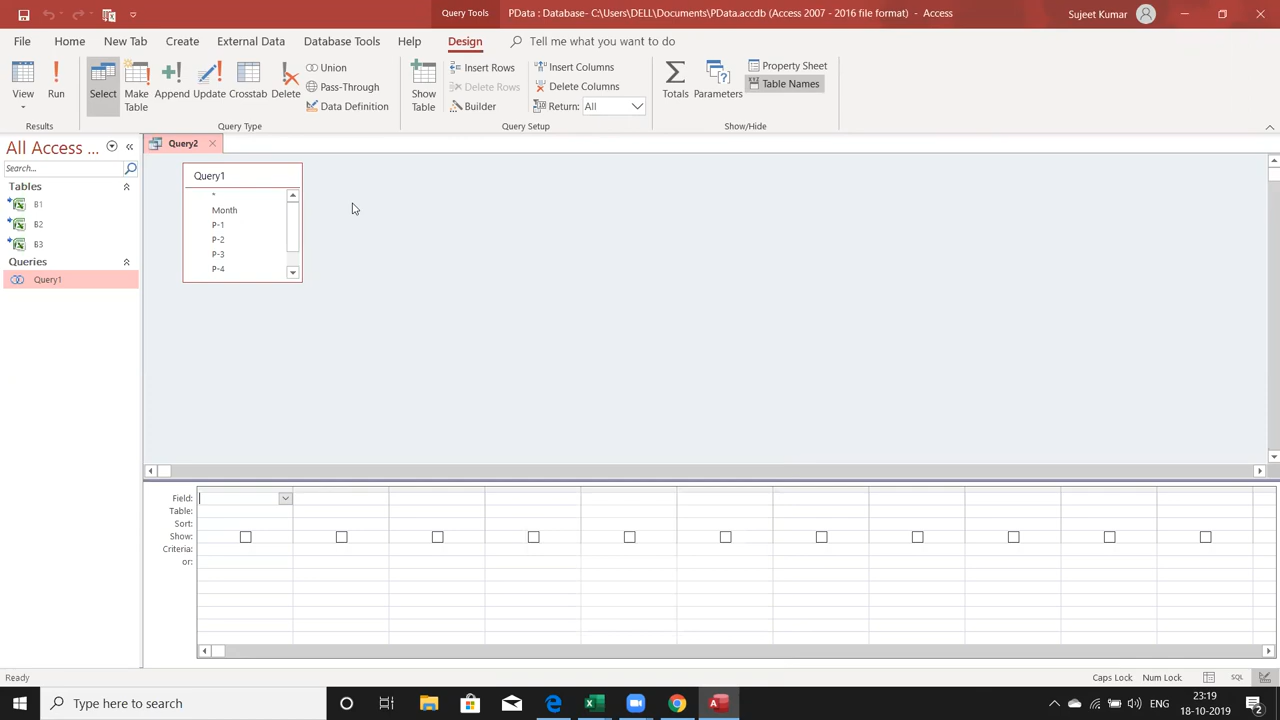 Query Tools
PData : Database- C:\Users\DELL\Documents\PData.accdb (Access 2007 - 2016 file format) - Access
Sujeet Kumar
File
Home
New Tab
Create
External Data
Database Tools
Help
Design
Tell me what you want to do
View
Run
Results
Select
Make Table
Append
Update
Crosstab
Delete
Union
Pass-Through
Data Definition
Query Type
Show Table
Insert Rows
Delete Rows
Builder
Insert Columns
Delete Columns
Return: All
Query Setup
Totals
Parameters
Property Sheet
Table Names
Show/Hide
All Access ...
Search...
Tables
B1
B2
B3
Queries
Query1
Query2
Query1
*
Month
P-1
P-2
P-3
P-4
Field:
Table:
Sort:
Show:
Criteria:
or:
Ready
Caps Lock
Num Lock
SQL
Type here to search
ENG
23:19
18-10-2019
2